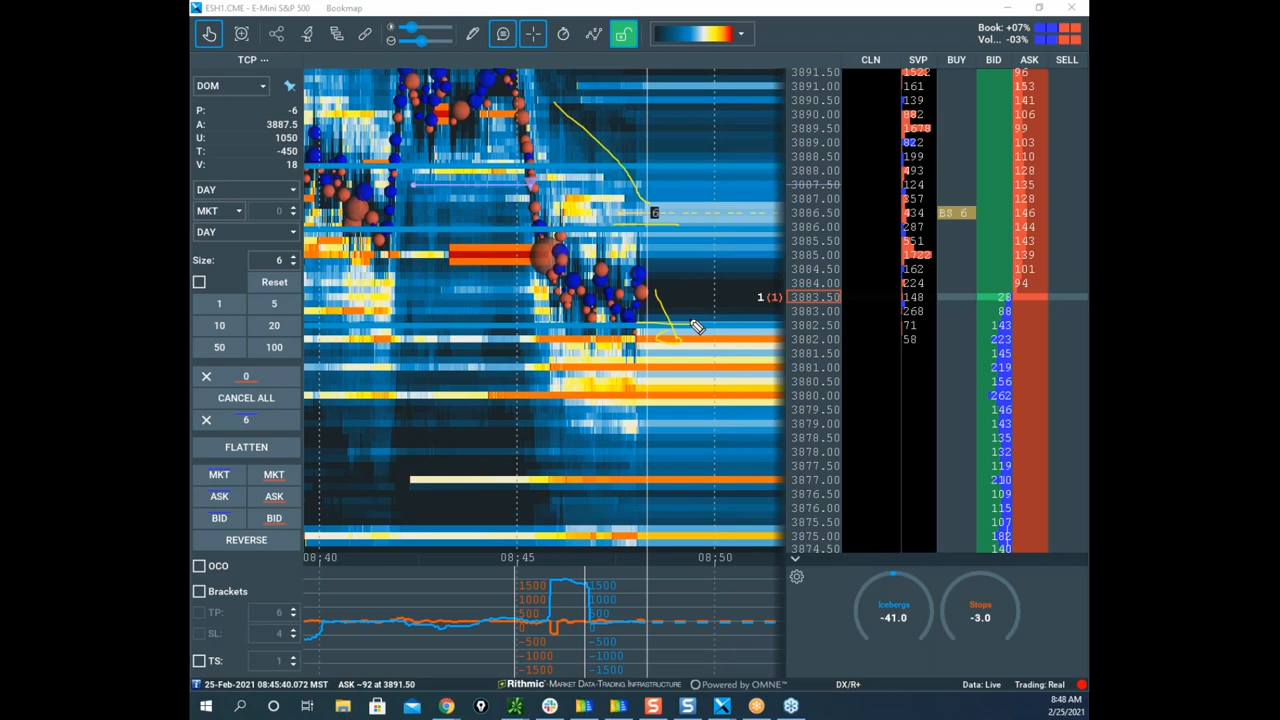 ESH1.CME - E-Mini S&P 500 Bookmap
Book: +07%
Vol... -03%
TCP ...
DOM
P: -6
A: 3887.5
U: 1050
T: -450
V: 18
DAY
MKT 0
DAY
Size: 6
Reset
1 5
10 20
50 100
0
CANCEL ALL
6
FLATTEN
MKT MKT
ASK ASK
BID BID
REVERSE
OCO
Brackets
TP: 6
SL: 4
TS: 1
6
1 (1)
08:40 08:45 08:50
1500 1500
1000 1000
500 500
0 0
-500 -500
-1000 -1000
-1500 -1500
CLN SVP BUY BID ASK SELL
3891.50 1522 96
3891.00 161 153
3890.50 139 141
3890.00 882 106
3889.50 1678 99
3889.00 822 103
3888.50 199 110
3888.00 493 128
124 135
3887.00 357 128
3886.50 434 BS 6 146
3886.00 287 144
3885.50 551 143
3885.00 1722 139
3884.50 162 101
3884.00 224 94
3883.50 148 28
3883.00 268 88
3882.50 71 143
3882.00 58 223
3881.50 145
3881.00 219
3880.50 156
3880.00 262
3879.50 146
3879.00 143
3878.50 135
3878.00 132
3877.50 119
3877.00 210
3876.50 109
3876.00 115
3875.50 107
3875.00 182
3874.50 140
Icebergs
-41.0
Stops
-3.0
25-Feb-2021 08:45:40.072 MST ASK ~92 at 3891.50 Rithmic - MARKET DATA-TRADING INFRASTRUCTURE Powered by OMNE™ DX/R+ Data: Live Trading: Real
8:48 AM
2/25/2021